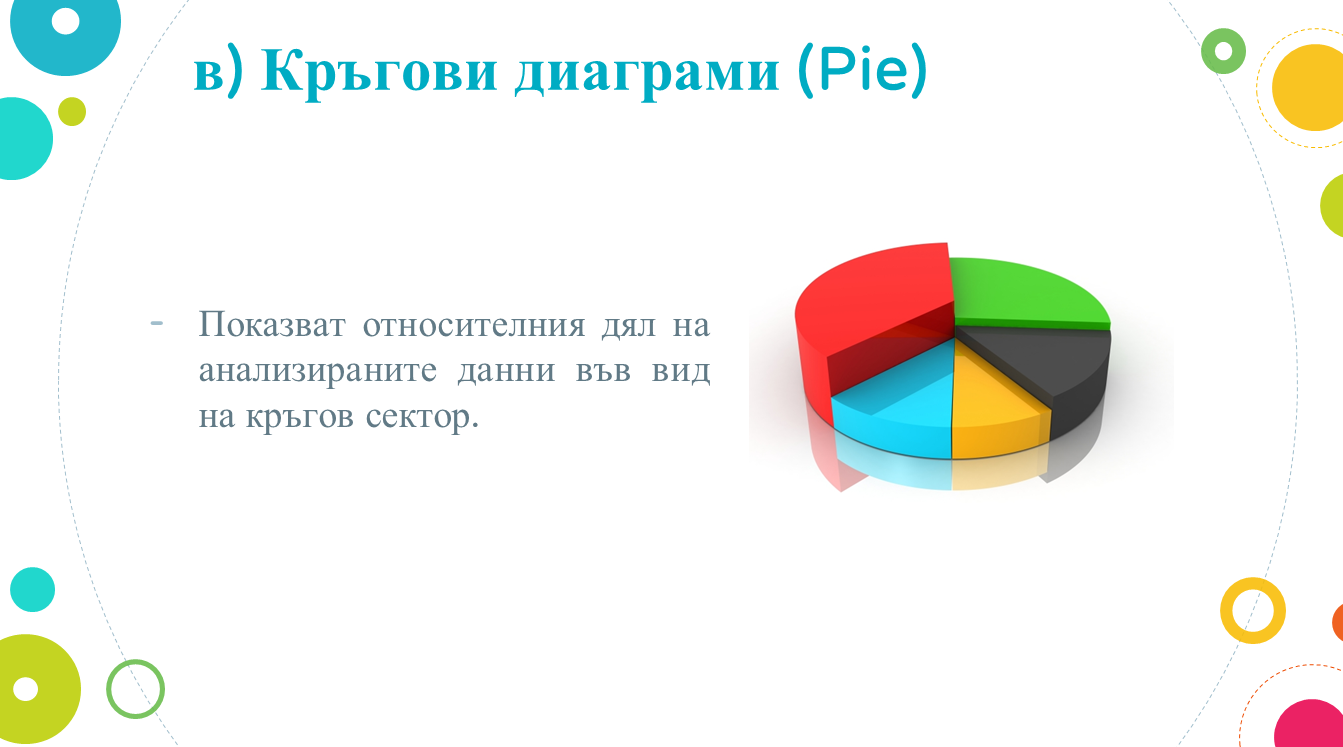 в) Кръгови диаграми (Pie)
- Показват относителния дял на
анализираните данни във вид
на кръгов сектор.